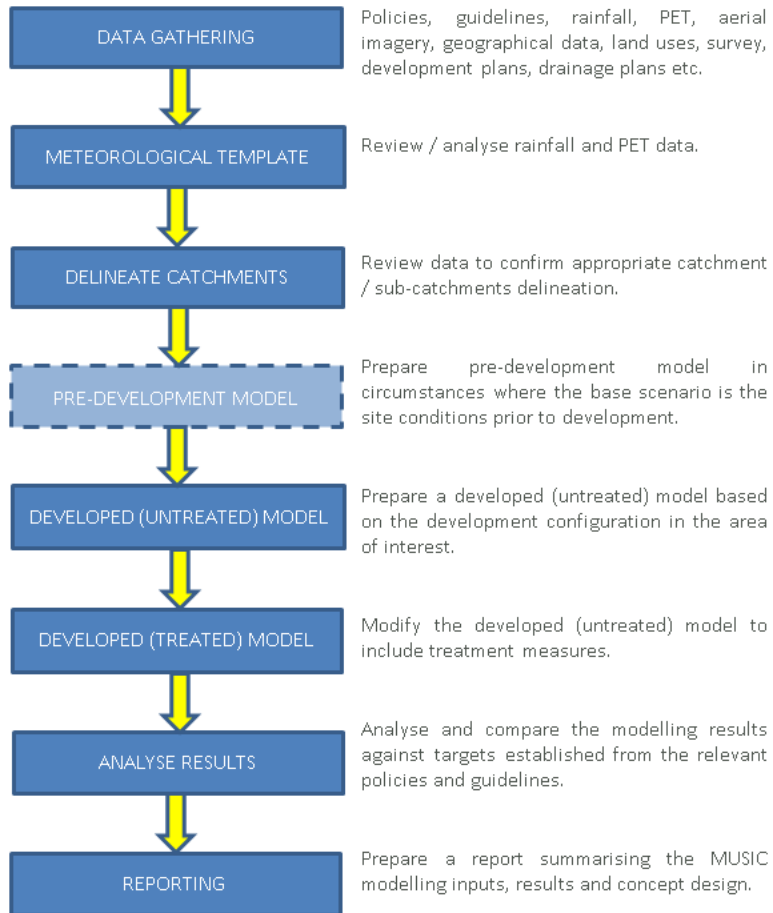 DATA GATHERING
Policies, guidelines, rainfall, PET, aerial
imagery, geographical data, land uses, survey,
development plans, drainage plans etc.
METEOROLOGICAL TEMPLATE
Review / analyse rainfall and PET data.
DELINEATE CATCHMENTS
Review data to confirm appropriate catchment
/ sub-catchments delineation.
PRE-DEVELOPMENT MODEL
Prepare pre-development model in
circumstances where the base scenario is the
site conditions prior to development.
DEVELOPED (UNTREATED) MODEL
Prepare a developed (untreated) model based
on the development configuration in the area
of interest.
DEVELOPED (TREATED) MODEL
Modify the developed (untreated) model to
include treatment measures.
ANALYSE RESULTS
Analyse and compare the modelling results
against targets established from the relevant
policies and guidelines.
REPORTING
Prepare a report summarising the MUSIC
modelling inputs, results and concept design.